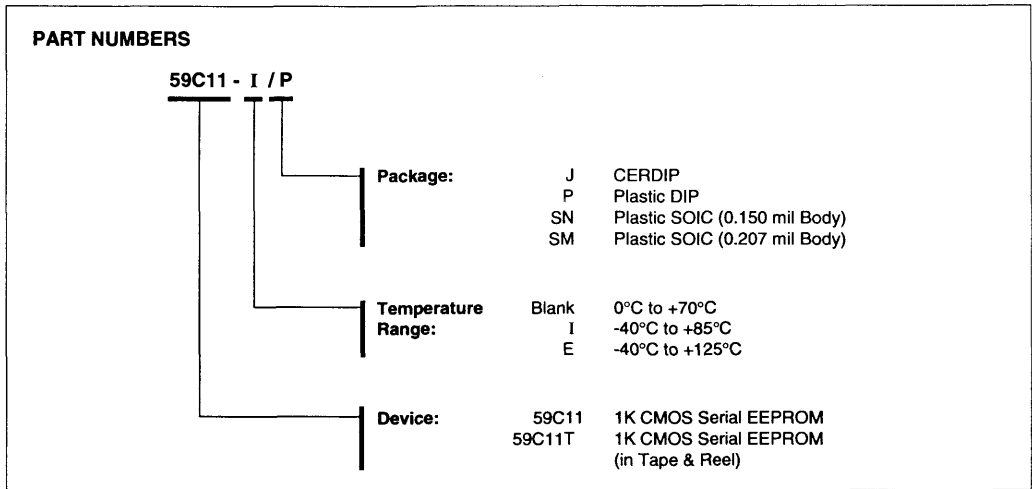 PART NUMBERS
59C11 - I / P
Package: J CERDIP
P Plastic DIP
SN Plastic SOIC (0.150 mil Body)
SM Plastic SOIC (0.207 mil Body)
Temperature Blank 0°C to +70°C
Range: I -40°C to +85°C
E -40°C to +125°C
Device: 59C11 1K CMOS Serial EEPROM
59C11T 1K CMOS Serial EEPROM
(in Tape & Reel)